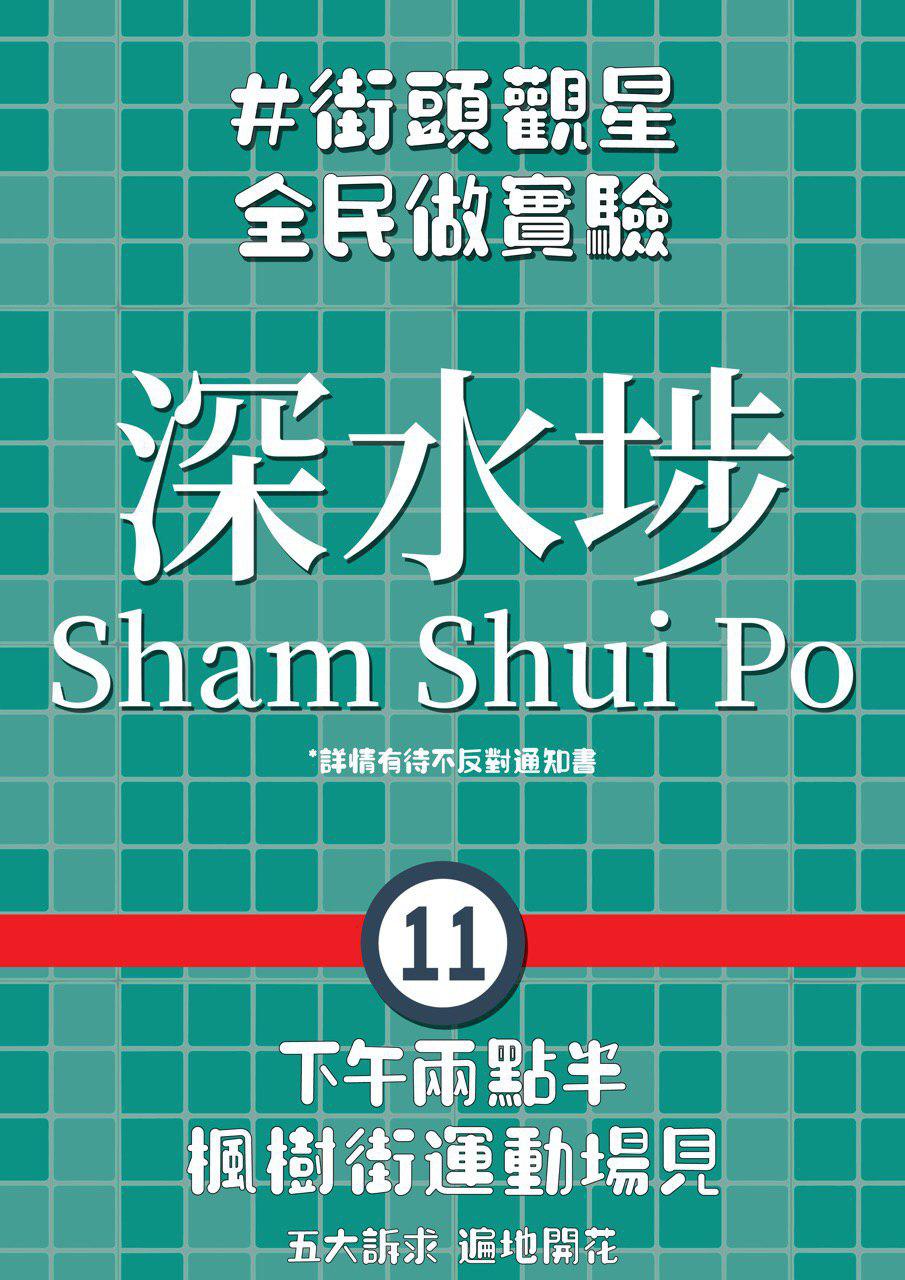 #街頭觀星
全民做實驗
深水埗
Sham Shui Po
*詳情有待不反對通知書
11
下午兩點半
楓樹街運動場見
五大訴求 遍地開花